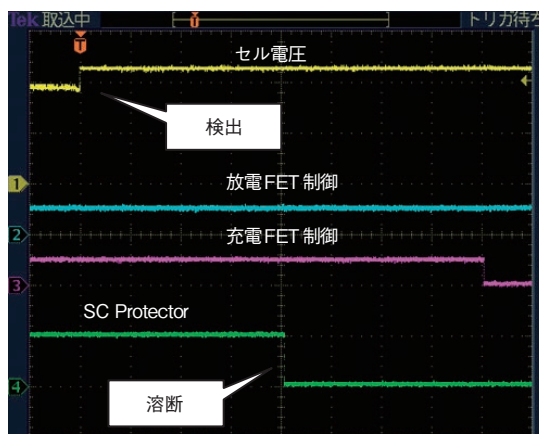 Tek 取込中
トリガ待ち
T
T
セル電圧
検出
1
放電FET 制御
2
充電FET 制御
3
SC Protector
4
溶断